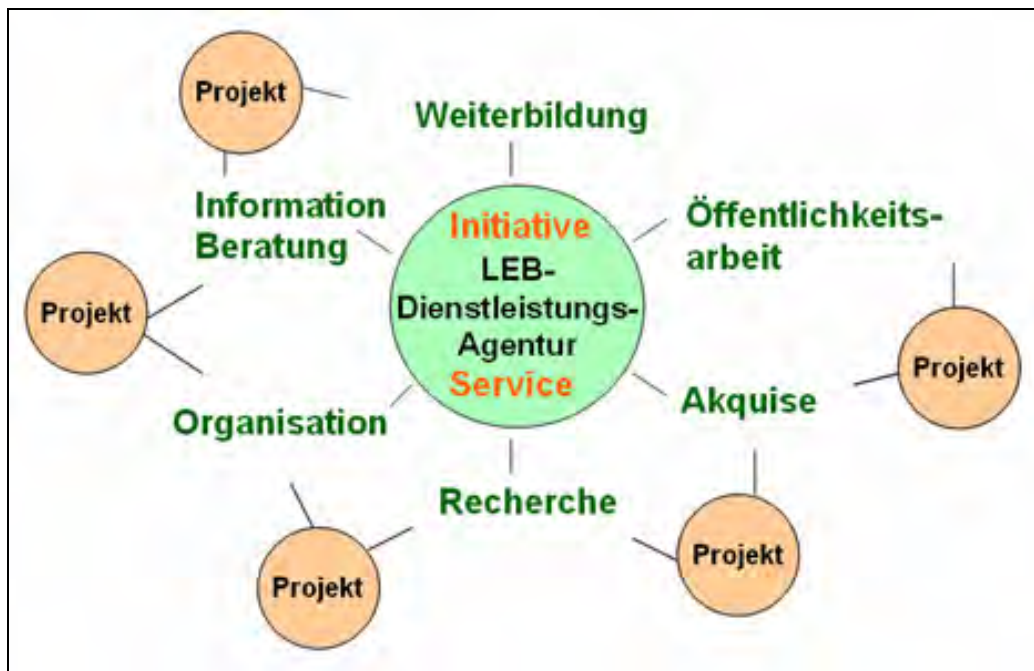 Projekt
Weiterbildung
Information
Beratung
Öffentlichkeits-
arbeit
Initiative
LEB-
Dienstleistungs-
Agentur
Service
Projekt
Projekt
Organisation
Akquise
Recherche
Projekt
Projekt